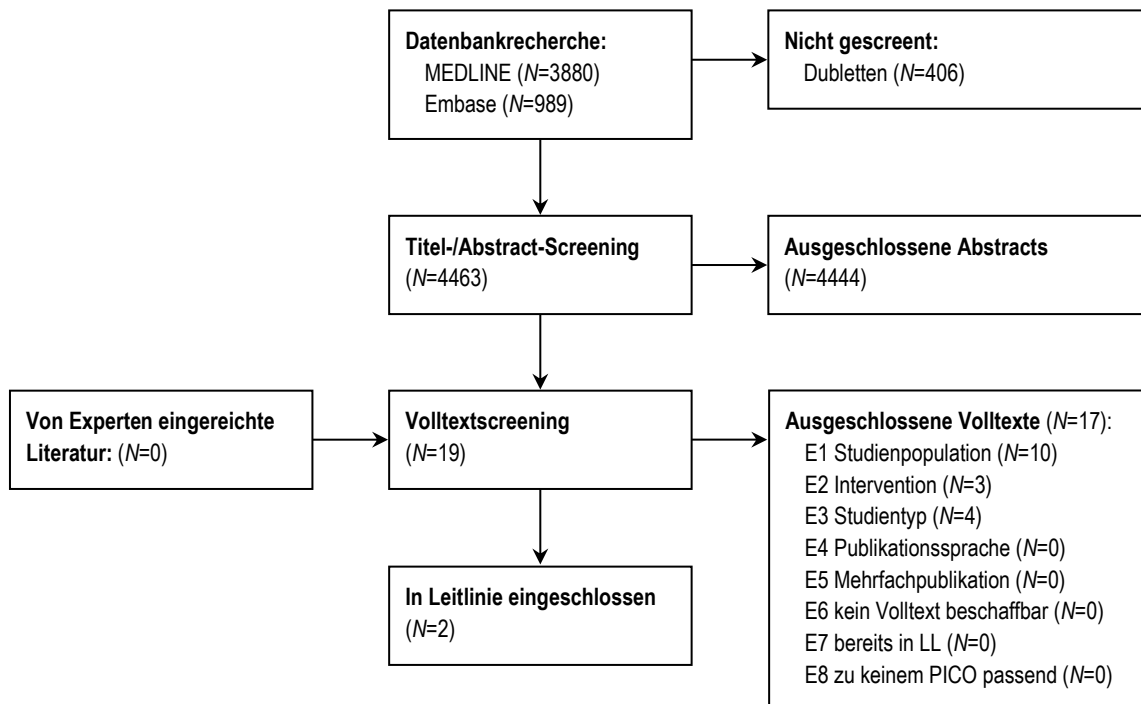 Datenbankrecherche:
MEDLINE (N=3880)
Embase (N=989)
Nicht gescreent:
Dubletten (N=406)
Titel-/Abstract-Screening
(N=4463)
Ausgeschlossene Abstracts
(N=4444)
Von Experten eingereichte
Literatur: (N=0)
Volltextscreening
(N=19)
Ausgeschlossene Volltexte (N=17):
E1 Studienpopulation (N=10)
E2 Intervention (N=3)
E3 Studientyp (N=4)
E4 Publikationssprache (N=0)
E5 Mehrfachpublikation (N=0)
E6 kein Volltext beschaffbar (N=0)
E7 bereits in LL (N=0)
E8 zu keinem PICO passend (N=0)
In Leitlinie eingeschlossen
(N=2)